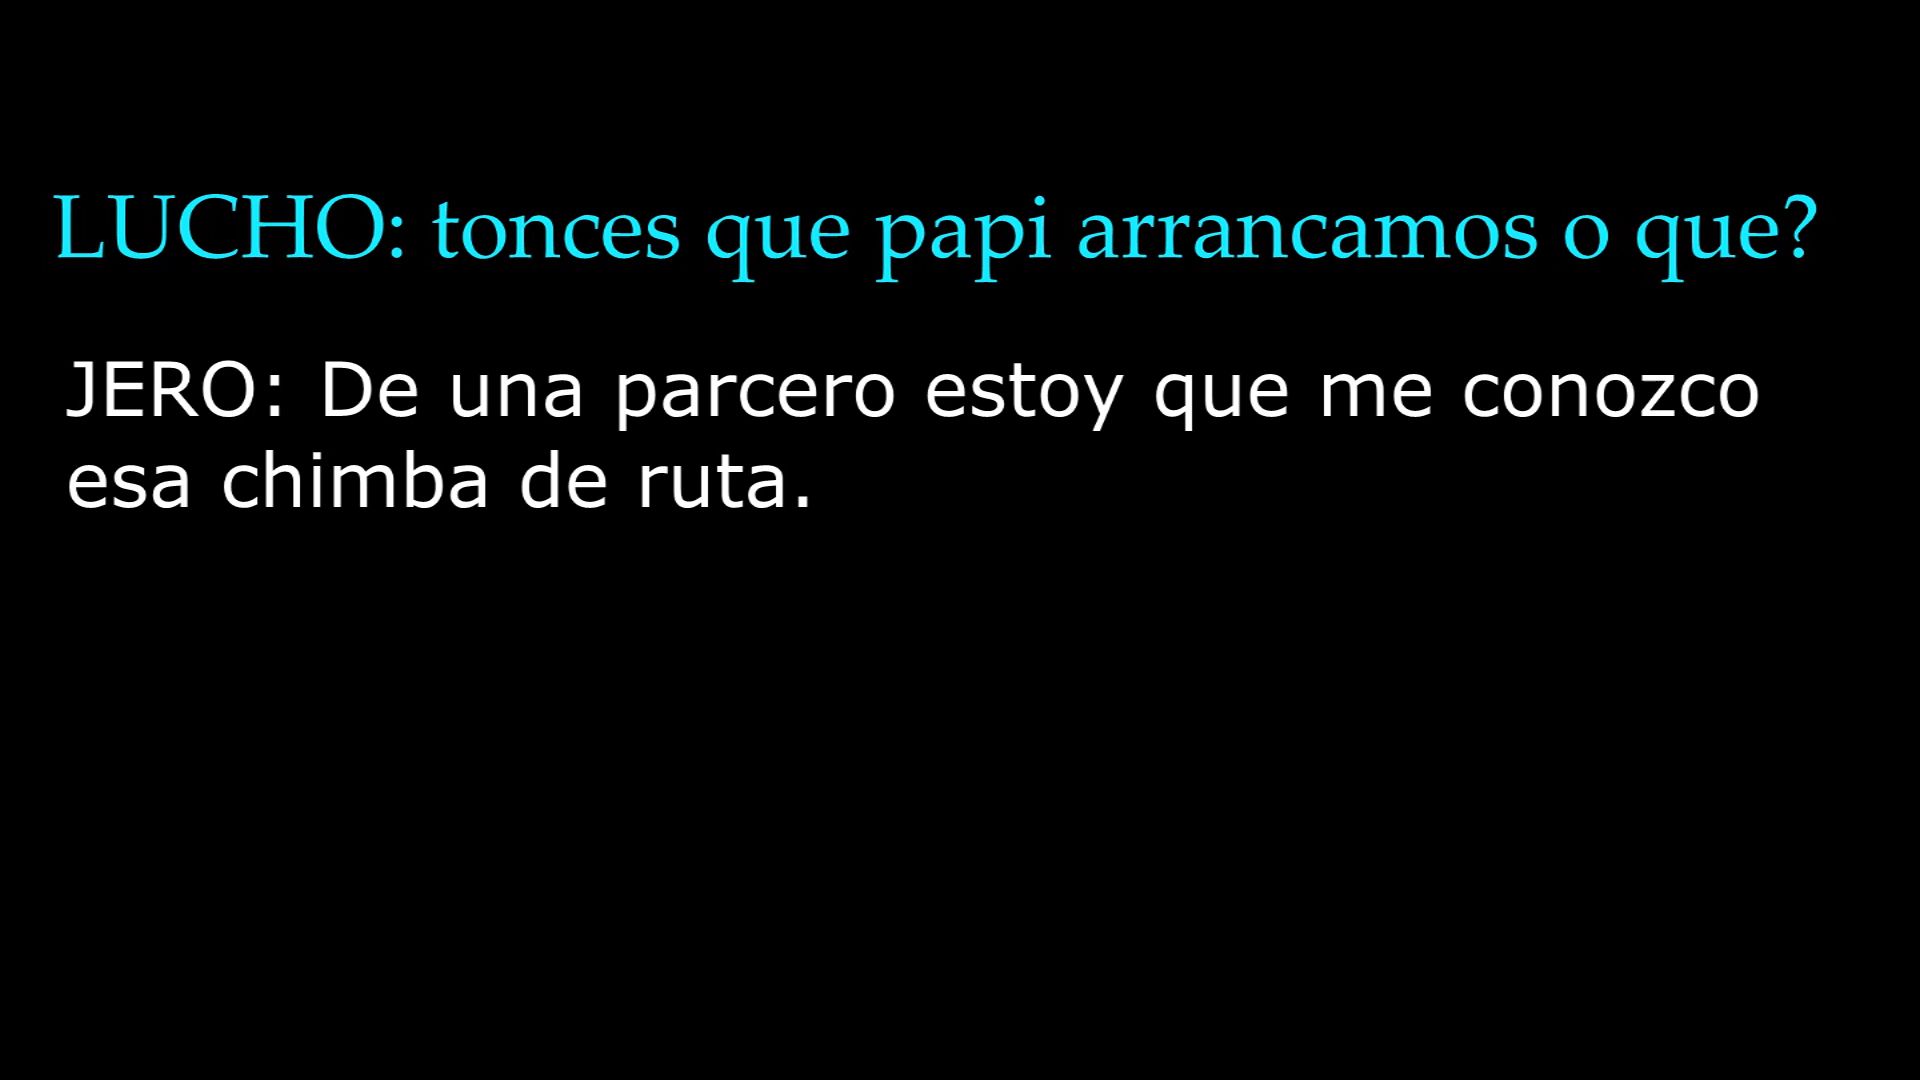 LUCHO: tonces que papi arrancamos o que?
JERO: De una parcero estoy que me conozco
esa chimba de ruta.